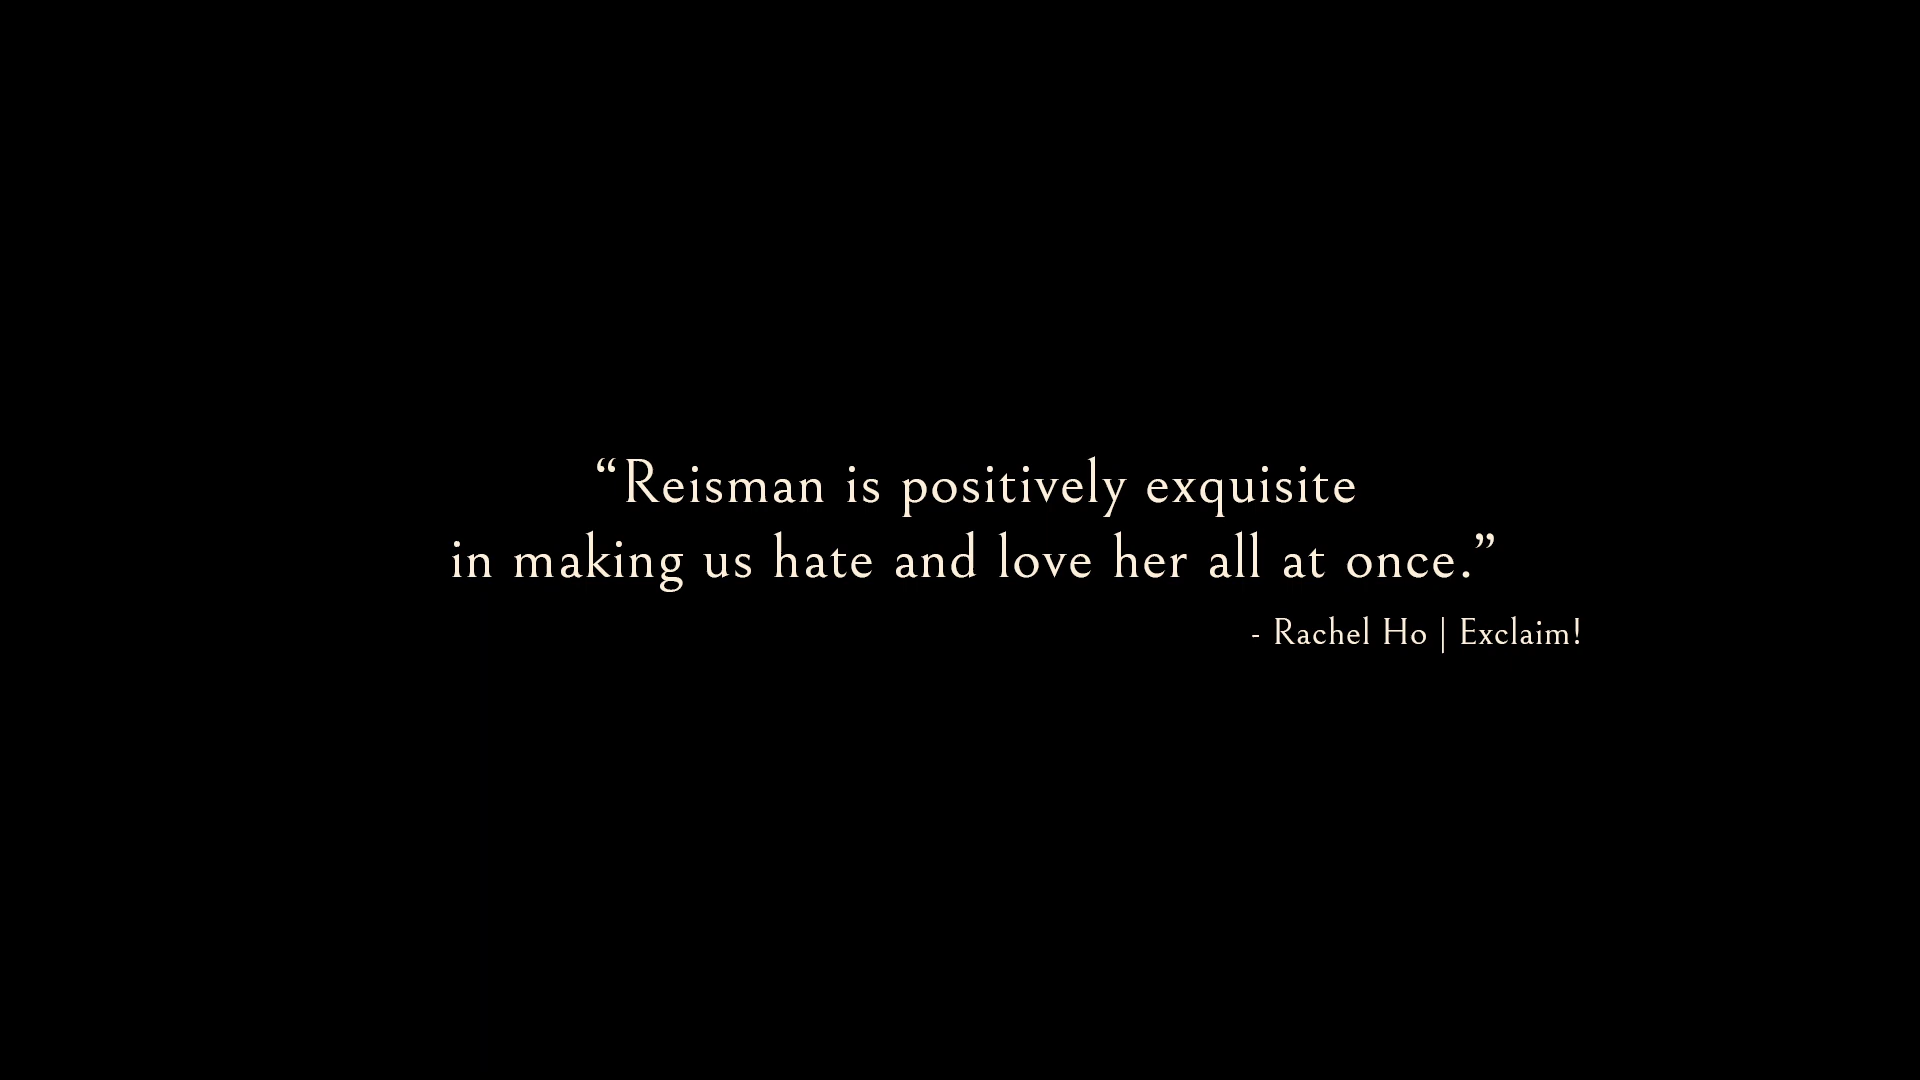 “Reisman is positively exquisite
in making us hate and love her all at once.”
- Rachel Ho | Exclaim!